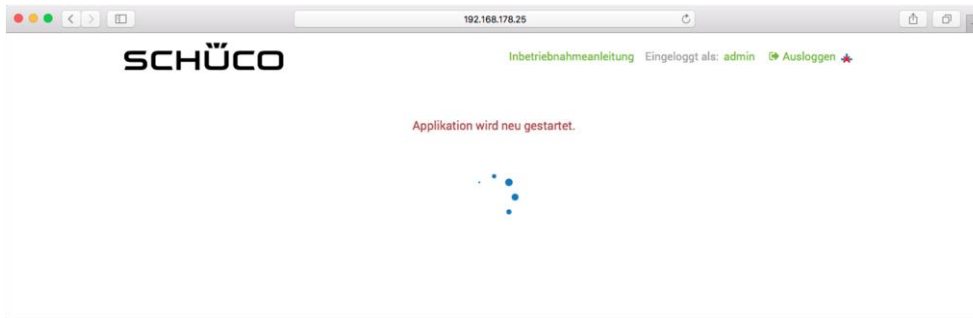 192.168.178.25
SCHÜCO
Inbetriebnahmeanleitung Eingeloggt als: admin Ausloggen
Applikation wird neu gestartet.